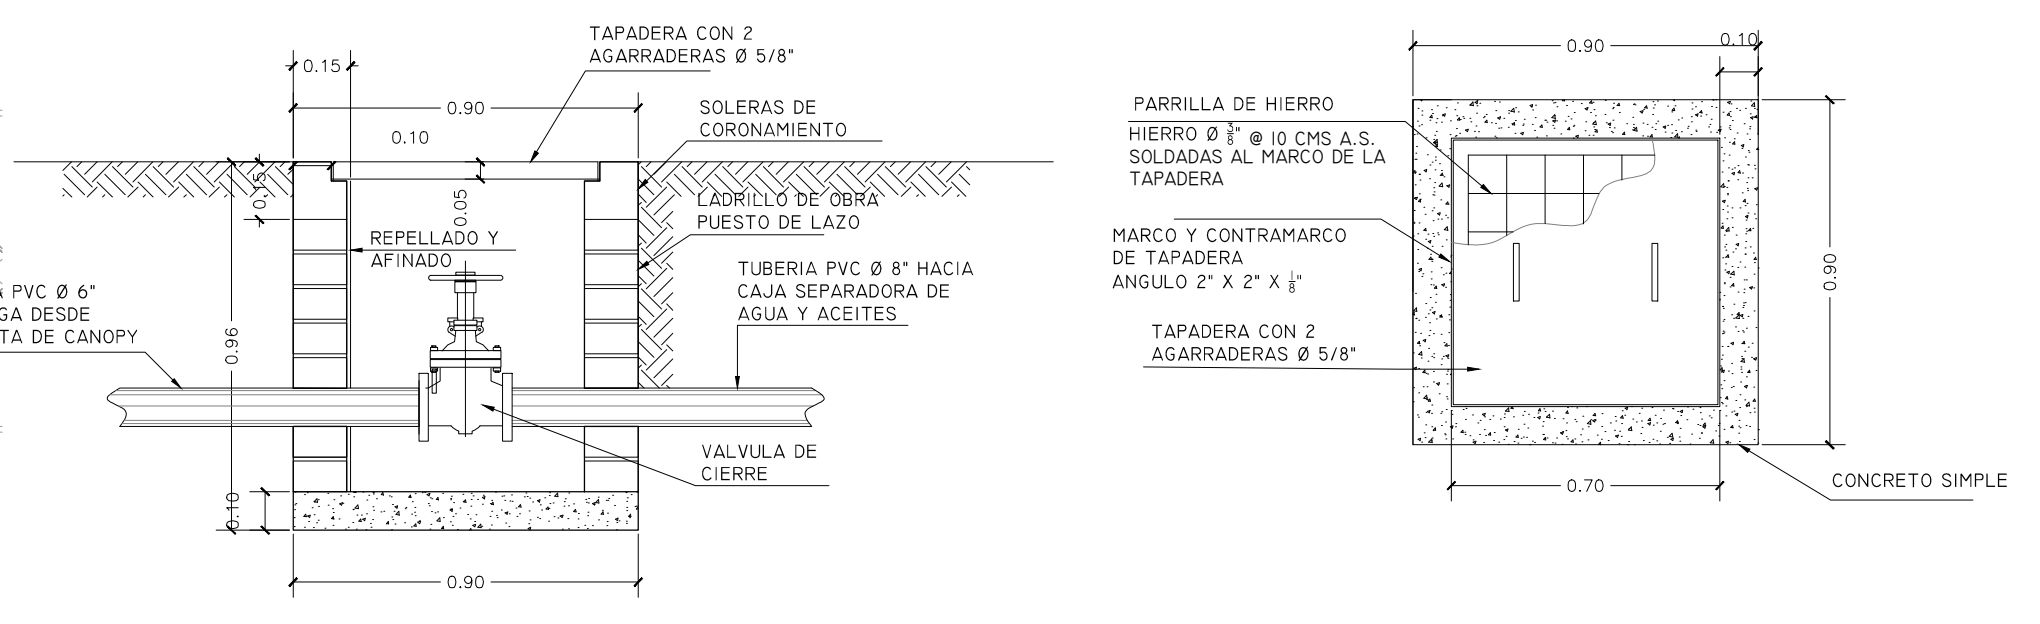 TAPADERA CON 2
AGARRADERAS Ø 5/8"
0.15
0.90
SOLERAS DE
CORONAMIENTO
0.10
0.15
0.05
LADRILLO DE OBRA
PUESTO DE LAZO
REPELLADO Y
AFINADO
TUBERIA PVC Ø 8" HACIA
CAJA SEPARADORA DE
AGUA Y ACEITES
PVC Ø 6"
DESDE
DE CANOPY
0.96
VALVULA DE
CIERRE
0.10
0.90
0.90
0.10
PARRILLA DE HIERRO
HIERRO Ø 3/8" @ 10 CMS A.S.
SOLDADAS AL MARCO DE LA
TAPADERA
MARCO Y CONTRAMARCO
DE TAPADERA
ANGULO 2" X 2" X 1/8"
0.90
TAPADERA CON 2
AGARRADERAS Ø 5/8"
0.70
CONCRETO SIMPLE